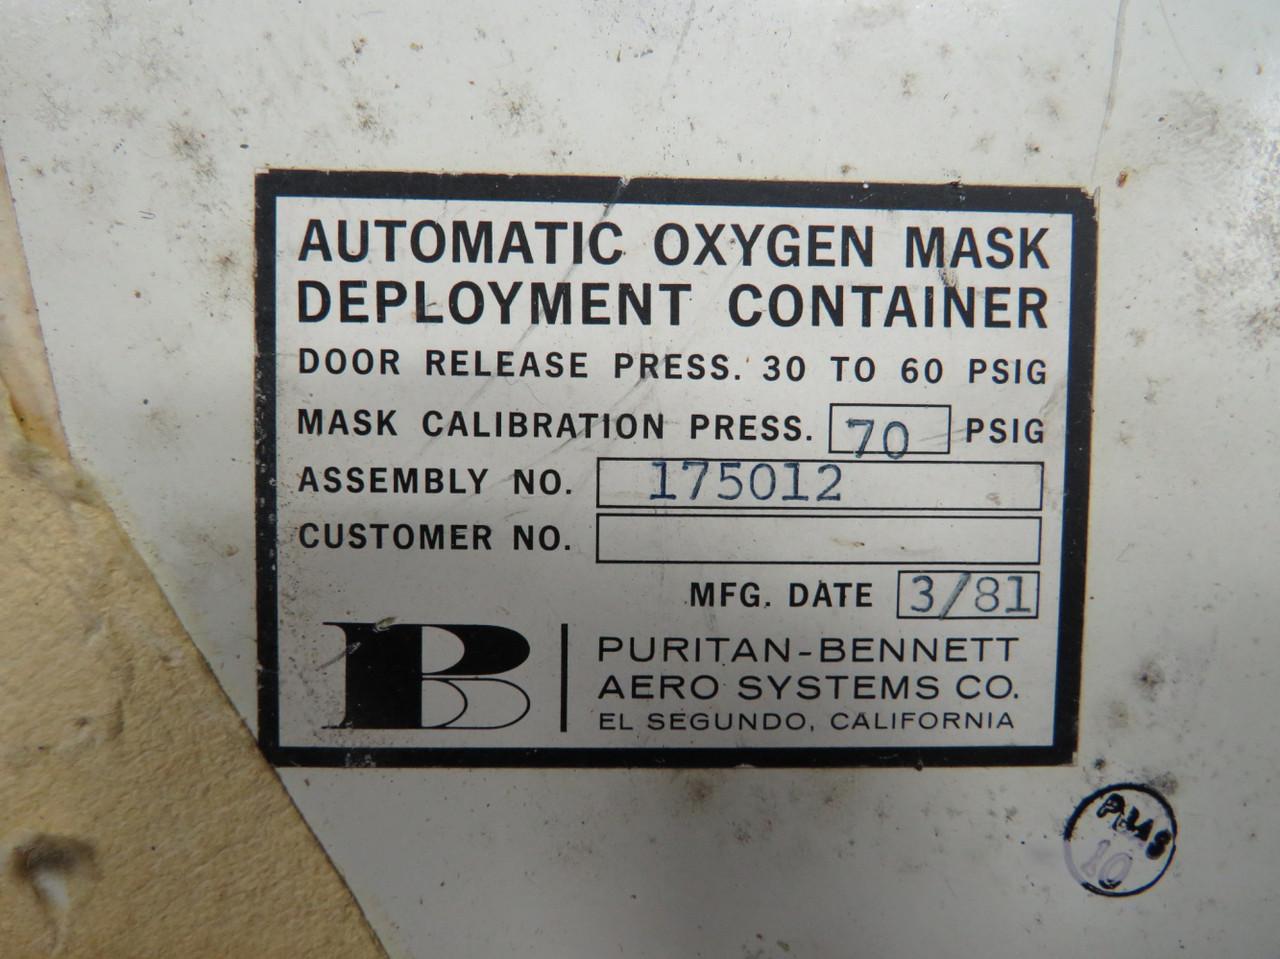 AUTOMATIC OXYGEN MASK
DEPLOYMENT CONTAINER
DOOR RELEASE PRESS. 30 TO 60 PSIG
MASK CALIBRATION PRESS. 70 PSIG
ASSEMBLY NO. 175012
CUSTOMER NO.
MFG. DATE 3/81
B
PURITAN-BENNETT
AERO SYSTEMS CO.
EL SEGUNDO, CALIFORNIA
10